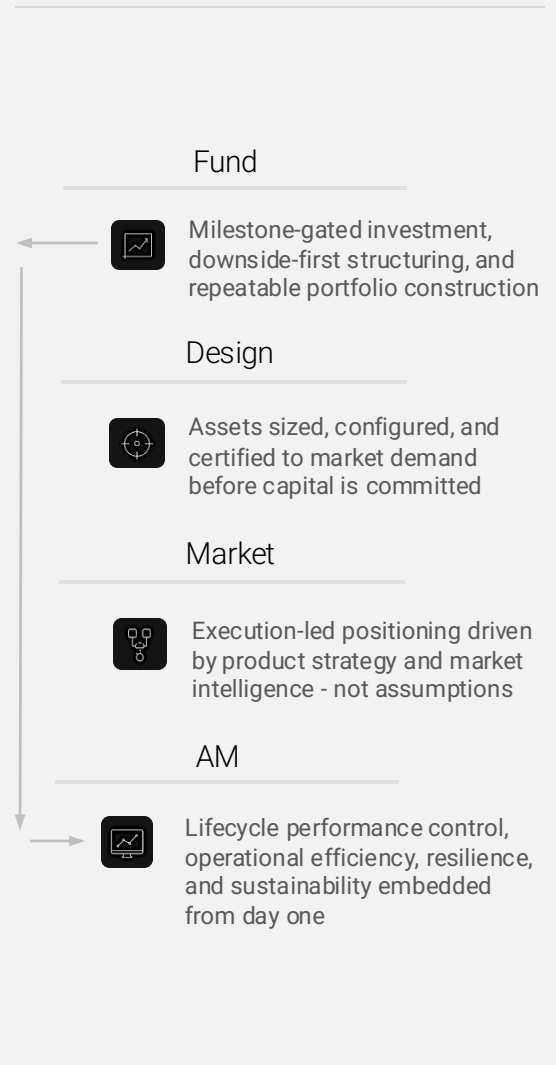 Fund
Milestone-gated investment,
downside-first structuring, and
repeatable portfolio construction
Design
Assets sized, configured, and
certified to market demand
before capital is committed
Market
Execution-led positioning driven
by product strategy and market
intelligence - not assumptions
AM
Lifecycle performance control,
operational efficiency, resilience,
and sustainability embedded
from day one